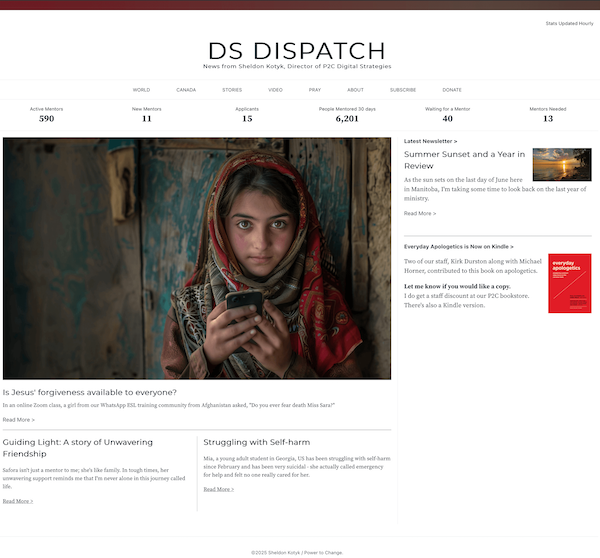 Stats Updated Hourly
DS DISPATCH
News from Sheldon Kotyk, Director of P2C Digital Strategies
WORLD CANADA STORIES VIDEO PRAY ABOUT SUBSCRIBE DONATE
Active Mentors
590
New Mentors
11
Applicants
15
People Mentored 30 days
6,201
Waiting for a Mentor
40
Mentors Needed
13
Is Jesus' forgiveness available to everyone?
In an online Zoom class, a girl from our WhatsApp ESL training community from Afghanistan asked, "Do you ever fear death Miss Sara?"
Read More >
Guiding Light: A story of Unwavering
Friendship
Safora isn't just a mentor to me; she's like family. In tough times, her
unwavering support reminds me that I'm never alone in this journey called
life.
Read More >
Struggling with Self-harm
Mia, a young adult student in Georgia, US has been struggling with self-harm
since February and has been very suicidal - she actually called emergency
for help and felt no one really cared for her.
Read More >
Latest Newsletter >
Summer Sunset and a Year in
Review
As the sun sets on the last day of June here
in Manitoba, I'm taking some time to look back on the last year of
ministry.
Read More >
Everyday Apologetics is Now on Kindle >
Two of our staff, Kirk Durston along with Michael
Horner, contributed to this book on apologetics.
Let me know if you would like a copy.
I do get a staff discount at our P2C bookstore.
There's also a Kindle version.
everyday
apologetics
©2025 Sheldon Kotyk / Power to Change.